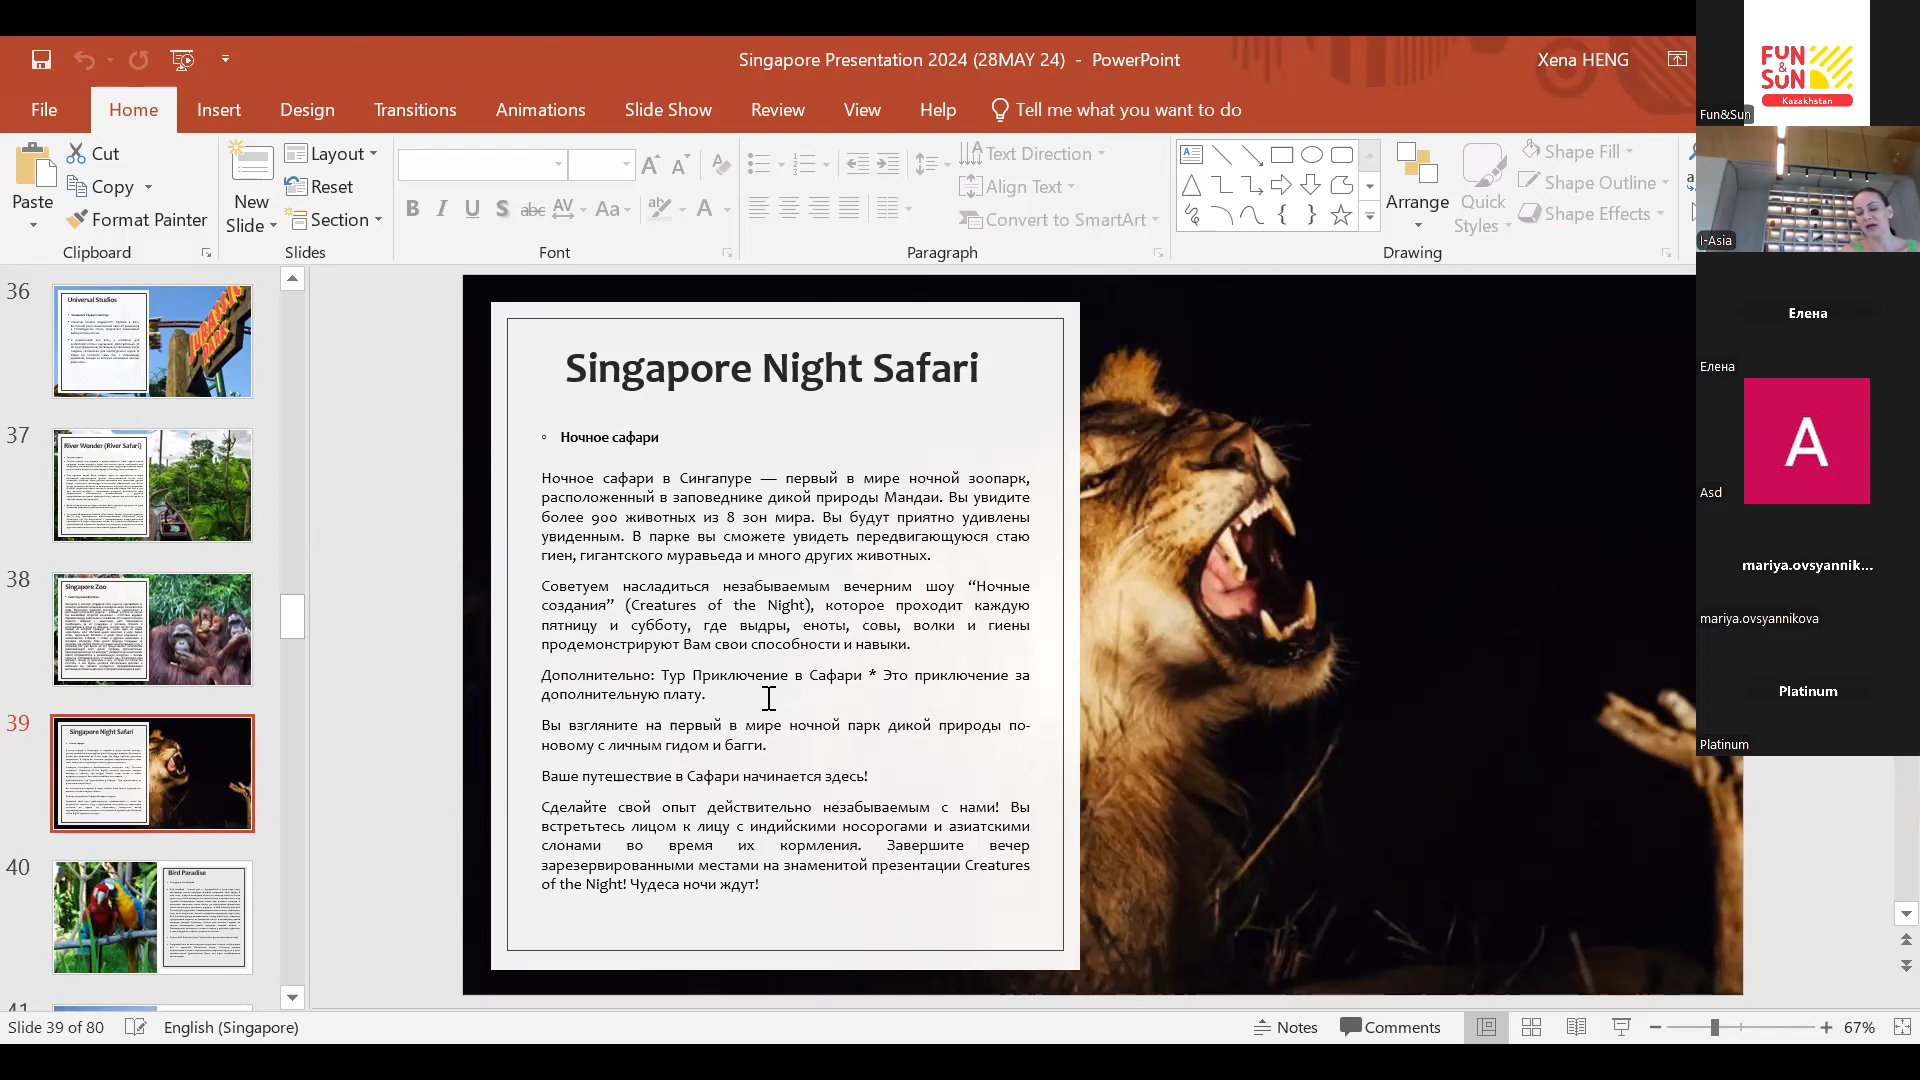 Singapore Presentation 2024 (28MAY 24) - PowerPoint
Xena HENG
File Home Insert Design Transitions Animations Slide Show Review View Help Tell me what you want to do
Paste
Cut
Copy
Format Painter
Clipboard
New
Slide
Layout
Reset
Section
Slides
Font
Text Direction
Align Text
Convert to SmartArt
Paragraph
Arrange
Quick
Styles
Shape Fill
Shape Outline
Shape Effects
Drawing
36
Universal Studios
37
River Wonder (River Safari)
38
Singapore Zoo
39
Singapore Night Safari
40
Bird Paradise
41
Singapore Night Safari
Ночное сафари
Ночное сафари в Сингапуре — первый в мире ночной зоопарк,
расположенный в заповеднике дикой природы Мандаи. Вы увидите
более 900 животных из 8 зон мира. Вы будут приятно удивлены
увиденным. В парке вы сможете увидеть передвигающуюся стаю
гиен, гигантского муравьеда и много других животных.
Советуем насладиться незабываемым вечерним шоу “Ночные
создания” (Creatures of the Night), которое проходит каждую
пятницу и субботу, где выдры, еноты, совы, волки и гиены
продемонстрируют Вам свои способности и навыки.
Дополнительно: Тур Приключение в Сафари * Это приключение за
дополнительную плату.
Вы взгляните на первый в мире ночной парк дикой природы по-
новому с личным гидом и багги.
Ваше путешествие в Сафари начинается здесь!
Сделайте свой опыт действительно незабываемым с нами! Вы
встретьтесь лицом к лицу с индийскими носорогами и азиатскими
слонами во время их кормления. Завершите вечер
зарезервированными местами на знаменитой презентации Creatures
of the Night! Чудеса ночи ждут!
FUN
&
SUN
Kazakhstan
Fun&Sun
I-Asia
Елена
Елена
A
Asd
mariya.ovsyannik...
mariya.ovsyannikova
Platinum
Platinum
Slide 39 of 80
English (Singapore)
Notes
Comments
67%